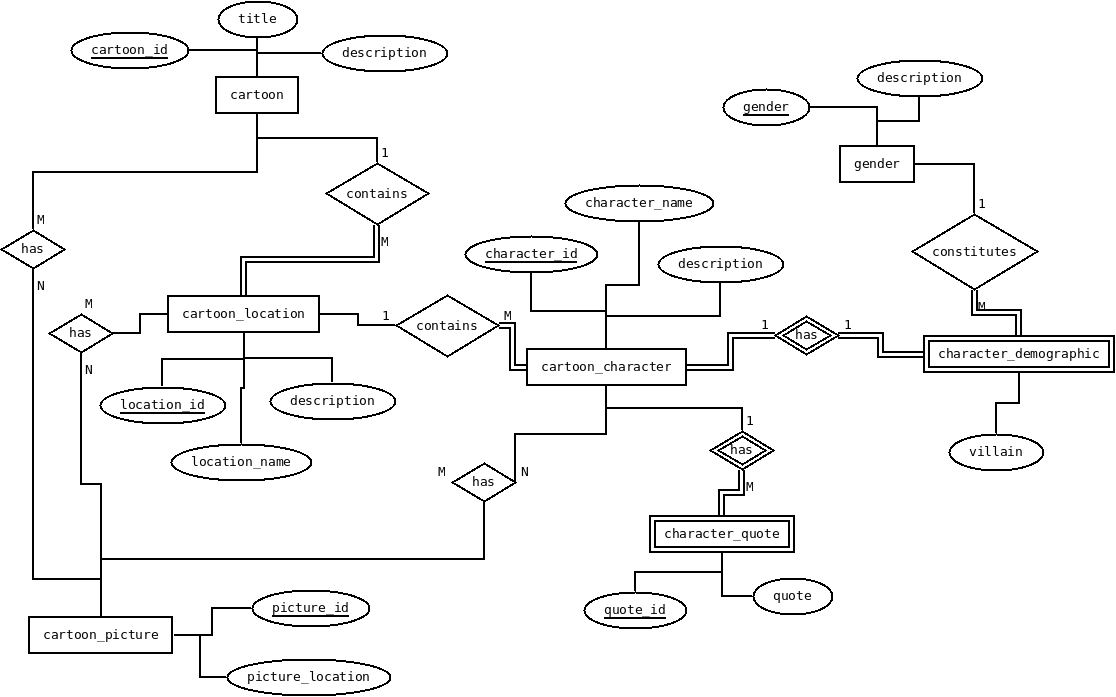 title
cartoon_id
description
cartoon
description
gender
gender
1
contains
character_name
1
M
has
M
character_id
description
constitutes
N
M
M
cartoon_location
1
contains
M
1
has
1
has
character_demographic
N
cartoon_character
location_id
description
1
location_name
has
villain
M
has
N
M
character_quote
picture_id
quote_id
quote
cartoon_picture
picture_location